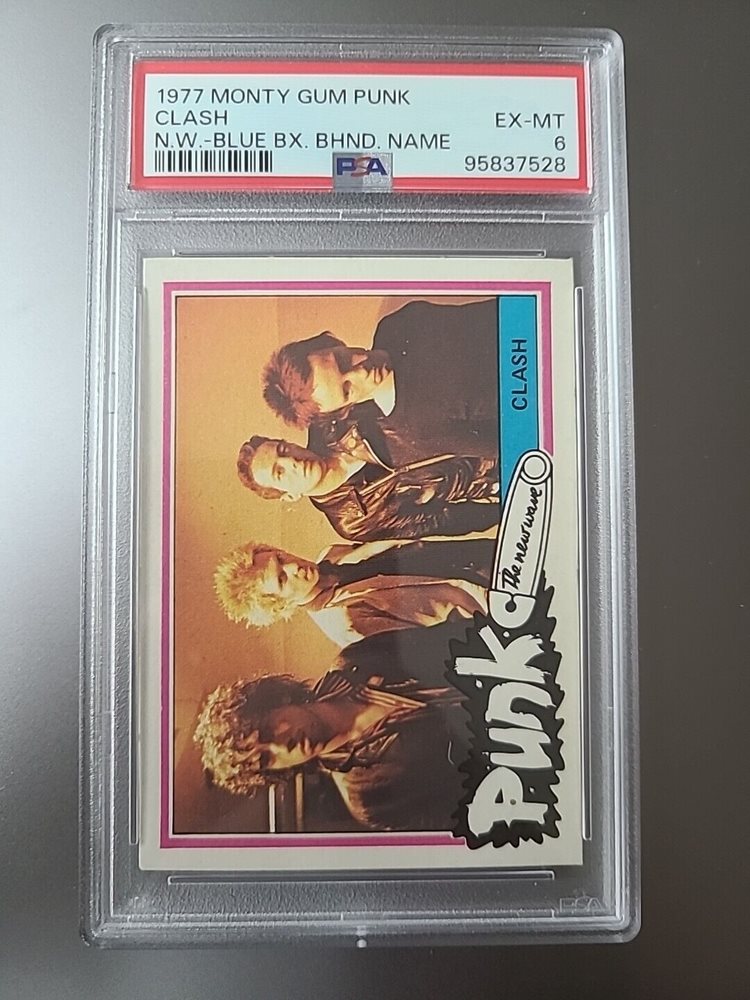 1977 MONTY GUM PUNK
CLASH EX-MT
N.W.-BLUE BX. BHND. NAME 6
PSA 95837528
CLASH
The new wave
Punk
PSA